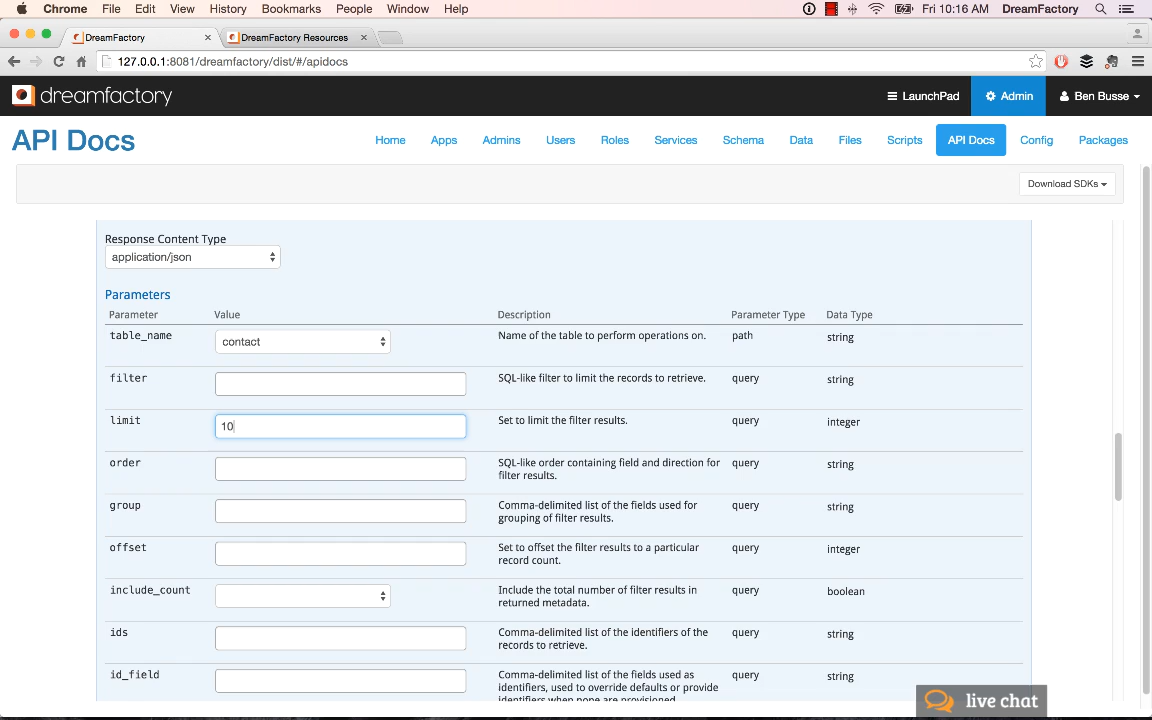 Chrome File Edit View History Bookmarks People Window Help Fri 10:16 AM DreamFactory
DreamFactory × DreamFactory Resources ×
127.0.0.1:8081/dreamfactory/dist/#/apidocs
dreamfactory LaunchPad Admin Ben Busse
API Docs Home Apps Admins Users Roles Services Schema Data Files Scripts API Docs Config Packages
Download SDKs
Response Content Type
application/json
Parameters
Parameter Value Description Parameter Type Data Type
table_name contact Name of the table to perform operations on. path string
filter SQL-like filter to limit the records to retrieve. query string
limit 10 Set to limit the filter results. query integer
order SQL-like order containing field and direction for query string
filter results.
group Comma-delimited list of the fields used for query string
grouping of filter results.
offset Set to offset the filter results to a particular query integer
record count.
include_count Include the total number of filter results in query boolean
returned metadata.
ids Comma-delimited list of the identifiers of the query string
records to retrieve.
id_field Comma-delimited list of the fields used as query string
identifiers, used to override defaults or provide
identifiers when none are provisioned.
live chat